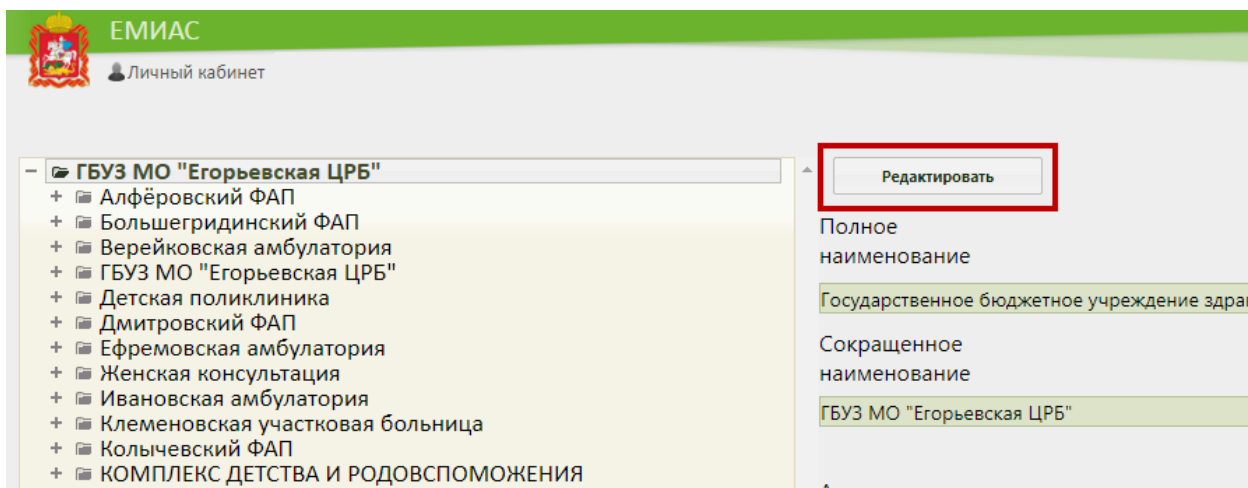 ЕМИАС
Личный кабинет
ГБУЗ МО "Егорьевская ЦРБ"
Алфёровский ФАП
Большегридинский ФАП
Верейковская амбулатория
ГБУЗ МО "Егорьевская ЦРБ"
Детская поликлиника
Дмитровский ФАП
Ефремовская амбулатория
Женская консультация
Ивановская амбулатория
Клеменовская участковая больница
Колычевский ФАП
КОМПЛЕКС ДЕТСТВА И РОДОВСПОМОЖЕНИЯ
Редактировать
Полное
наименование
Государственное бюджетное учреждение
Сокращенное
наименование
ГБУЗ МО "Егорьевская ЦРБ"